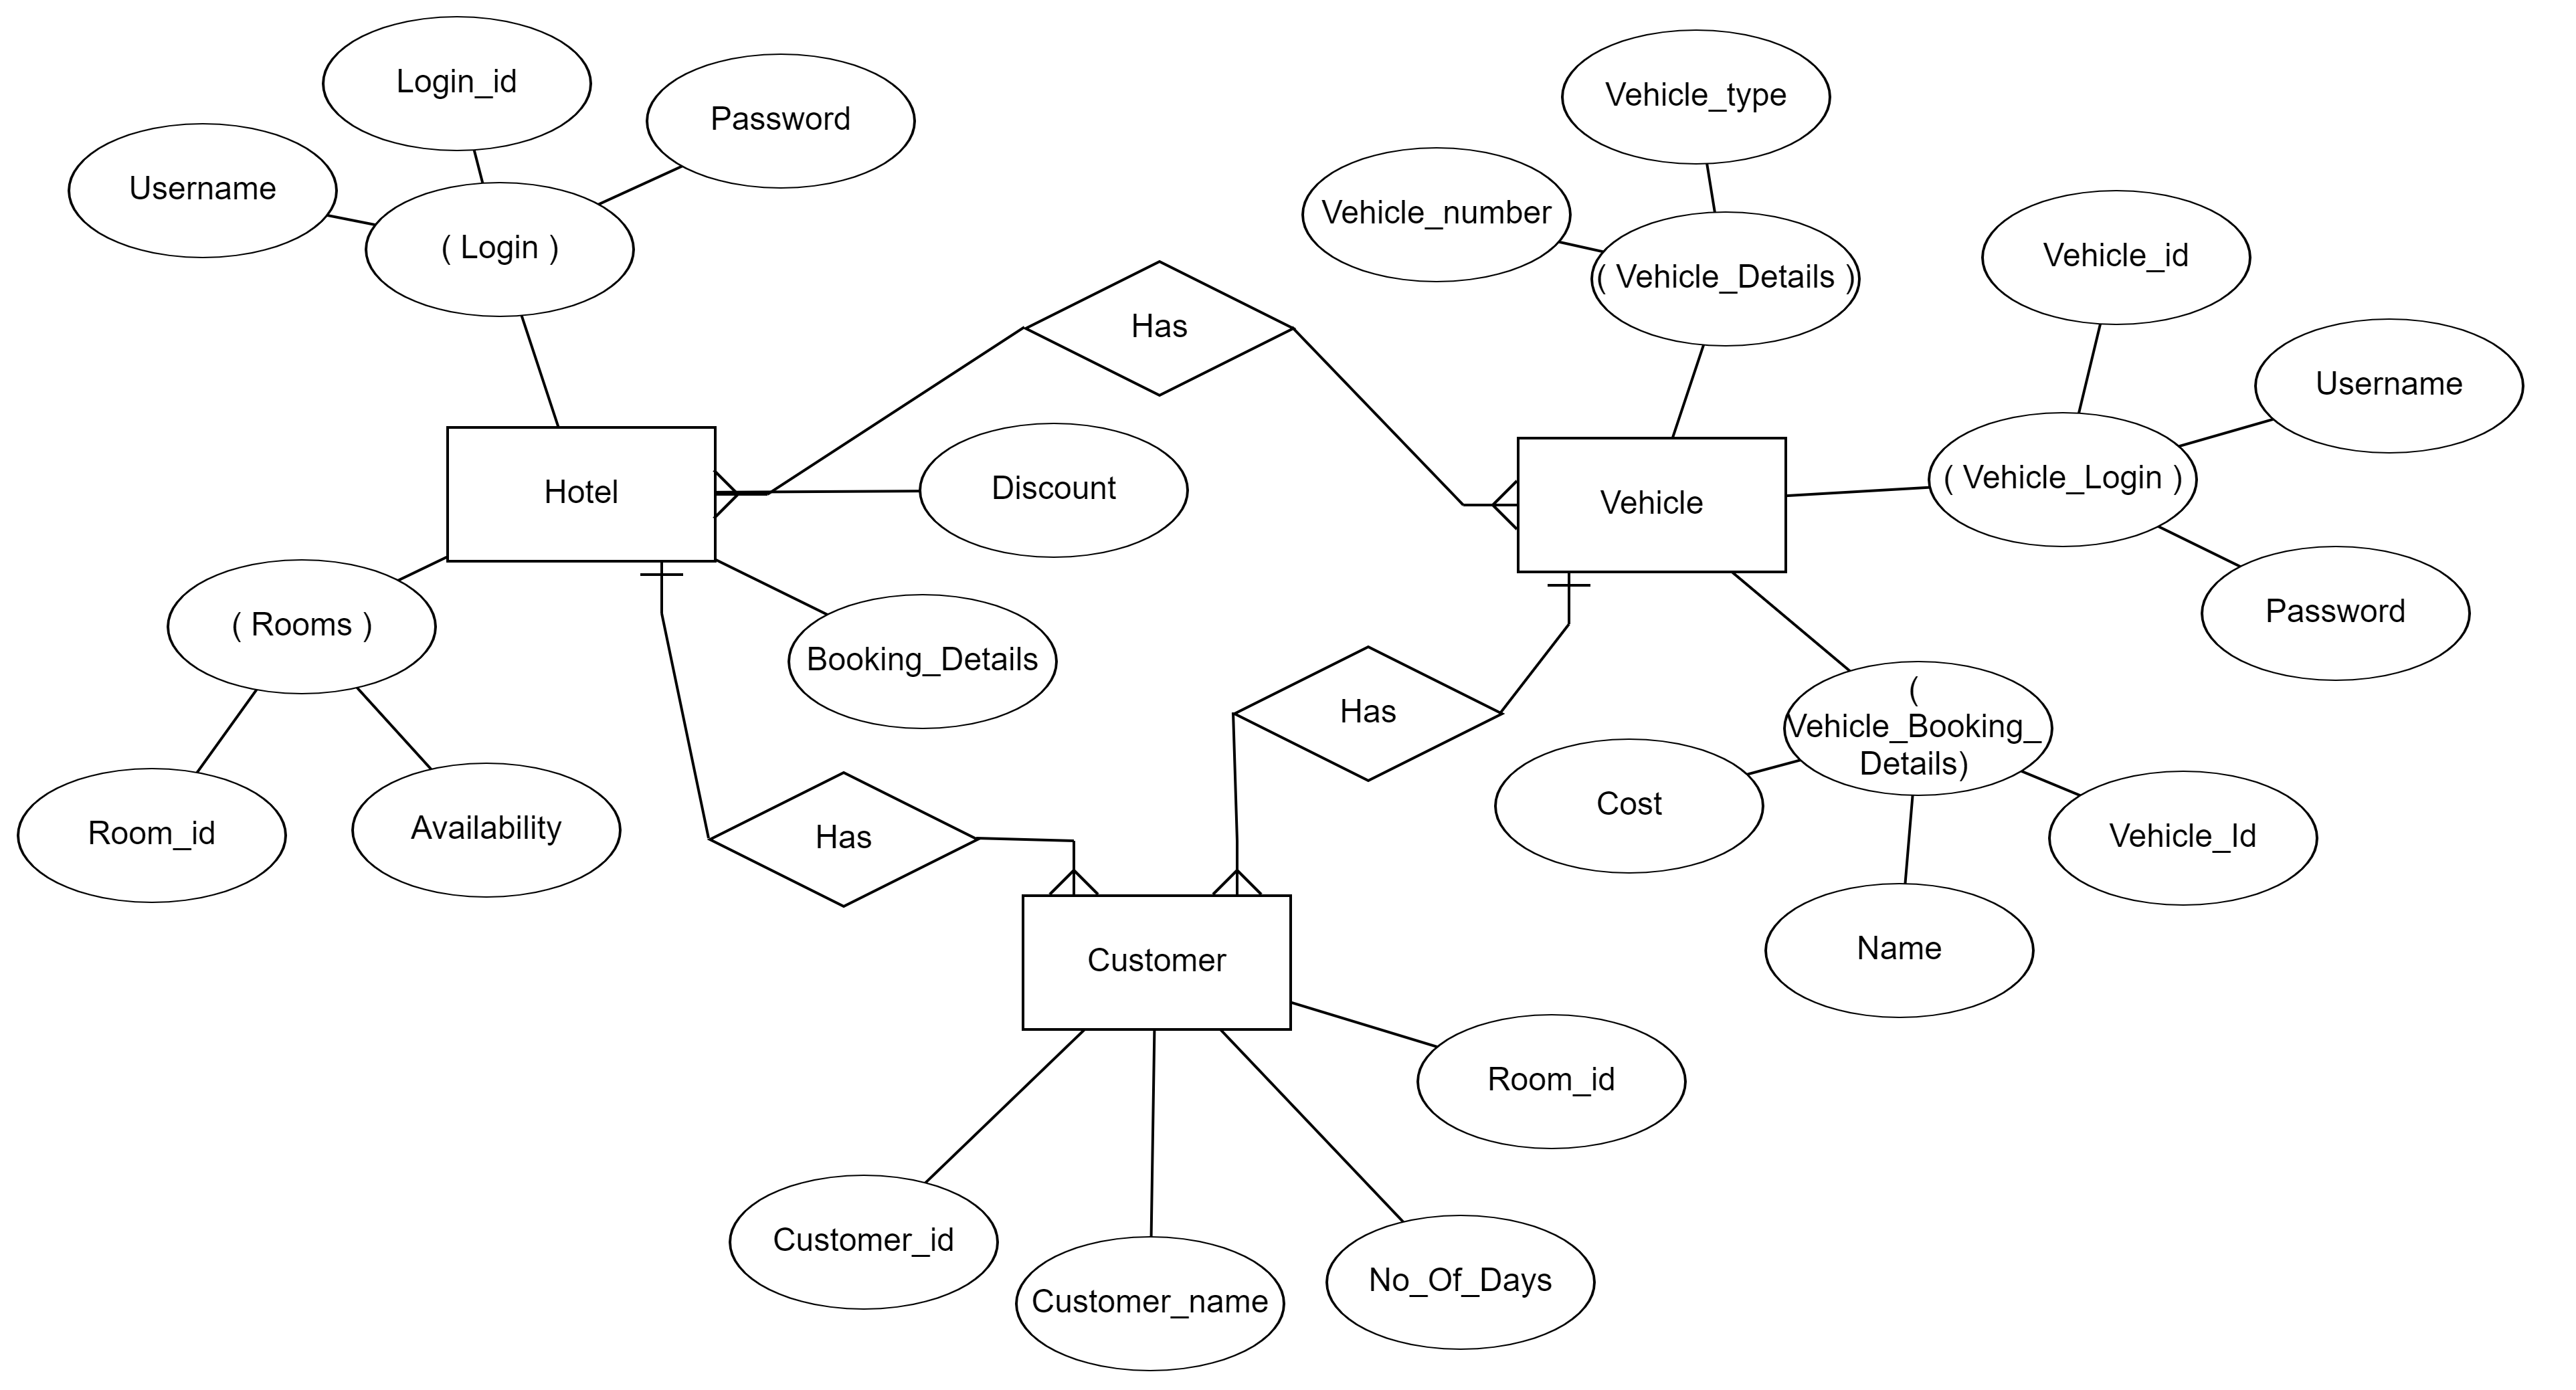 Login_id
Password
Username
( Login )
Vehicle_type
Vehicle_number
( Vehicle_Details )
Vehicle_id
Username
Has
( Vehicle_Login )
Hotel
Discount
Vehicle
Password
( Rooms )
Booking_Details
Has
(
Vehicle_Booking_
Details)
Cost
Vehicle_Id
Room_id
Availability
Has
Name
Customer
Room_id
Customer_id
Customer_name
No_Of_Days